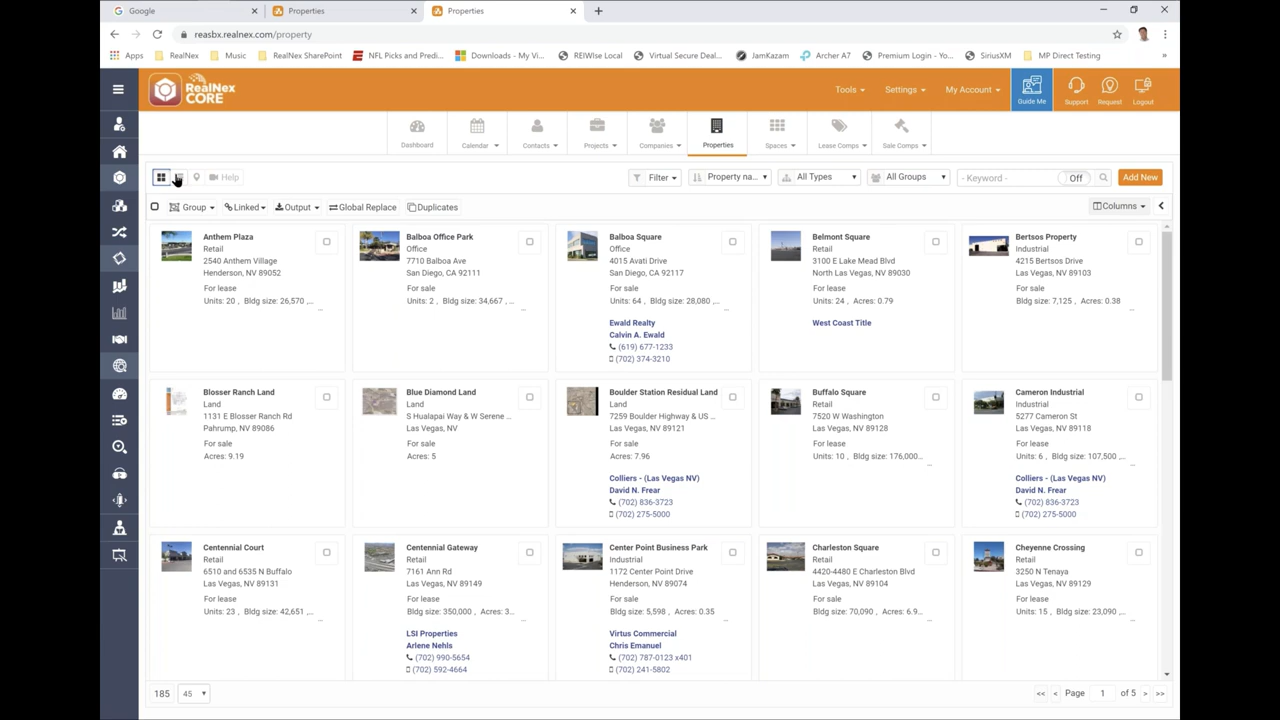 Google
Properties
Properties
reasbx.realnex.com/property
Apps
RealNex
Music
RealNex SharePoint
NFL Picks and Predi...
Downloads - My Vi...
REIWise Local
Virtual Secure Deal...
JamKazam
Archer A7
Premium Login - Yo...
SiriusXM
MP Direct Testing
»
RealNex
CORE
Tools
Settings
My Account
Guide Me
Support
Request
Logout
Dashboard
Calendar
Contacts
Projects
Companies
Properties
Spaces
Lease Comps
Sale Comps
Help
Filter
Property na...
All Types
All Groups
- Keyword -
Off
Add New
Group
Linked
Output
Global Replace
Duplicates
Columns
Anthem Plaza
Retail
2540 Anthem Village
Henderson, NV 89052
For lease
Units: 20 , Bldg size: 26,570 ,...
...
Balboa Office Park
Office
7710 Balboa Ave
San Diego, CA 92111
For sale
Units: 2 , Bldg size: 34,667 ,...
...
Balboa Square
Office
4015 Avati Drive
San Diego, CA 92117
For sale
Units: 64 , Bldg size: 28,080 ,...
...
Ewald Realty
Calvin A. Ewald
(619) 677-1233
(702) 374-3210
Belmont Square
Retail
3100 E Lake Mead Blvd
North Las Vegas, NV 89030
For lease
Units: 24 , Acres: 0.79
West Coast Title
Bertsos Property
Industrial
4215 Bertsos Drive
Las Vegas, NV 89103
For sale
Bldg size: 7,125 , Acres: 0.38
...
Blosser Ranch Land
Land
1131 E Blosser Ranch Rd
Pahrump, NV 89086
For sale
Acres: 9.19
Blue Diamond Land
Land
S Hualapai Way & W Serene ...
Las Vegas, NV
For sale
Acres: 5
Boulder Station Residual Land
Land
7259 Boulder Highway & US ...
Las Vegas, NV 89121
For sale
Acres: 7.96
Colliers - (Las Vegas NV)
David N. Frear
(702) 836-3723
(702) 275-5000
Buffalo Square
Retail
7520 W Washington
Las Vegas, NV 89128
For lease
Units: 10 , Bldg size: 176,000...
...
Cameron Industrial
Industrial
5277 Cameron St
Las Vegas, NV 89118
For lease
Units: 6 , Bldg size: 107,500 ,...
...
Colliers - (Las Vegas NV)
David N. Frear
(702) 836-3723
(702) 275-5000
Centennial Court
Retail
6510 and 6535 N Buffalo
Las Vegas, NV 89131
For lease
Units: 23 , Bldg size: 42,651 ,...
...
Centennial Gateway
Retail
7161 Ann Rd
Las Vegas, NV 89149
For lease
Bldg size: 350,000 , Acres: 3...
...
LSI Properties
Arlene Nehls
(702) 990-5654
(702) 592-4664
Center Point Business Park
Industrial
1172 Center Point Drive
Henderson, NV 89074
For sale
Bldg size: 5,598 , Acres: 0.35
...
Virtus Commercial
Chris Emanuel
(702) 787-0123 x401
(702) 241-5802
Charleston Square
Retail
4420-4480 E Charleston Blvd
Las Vegas, NV 89104
For sale
Bldg size: 70,090 , Acres: 6.9...
...
Cheyenne Crossing
Retail
3250 N Tenaya
Las Vegas, NV 89129
For lease
Units: 15 , Bldg size: 23,090 ,...
...
185
45
<< < Page 1 of 5 > >>